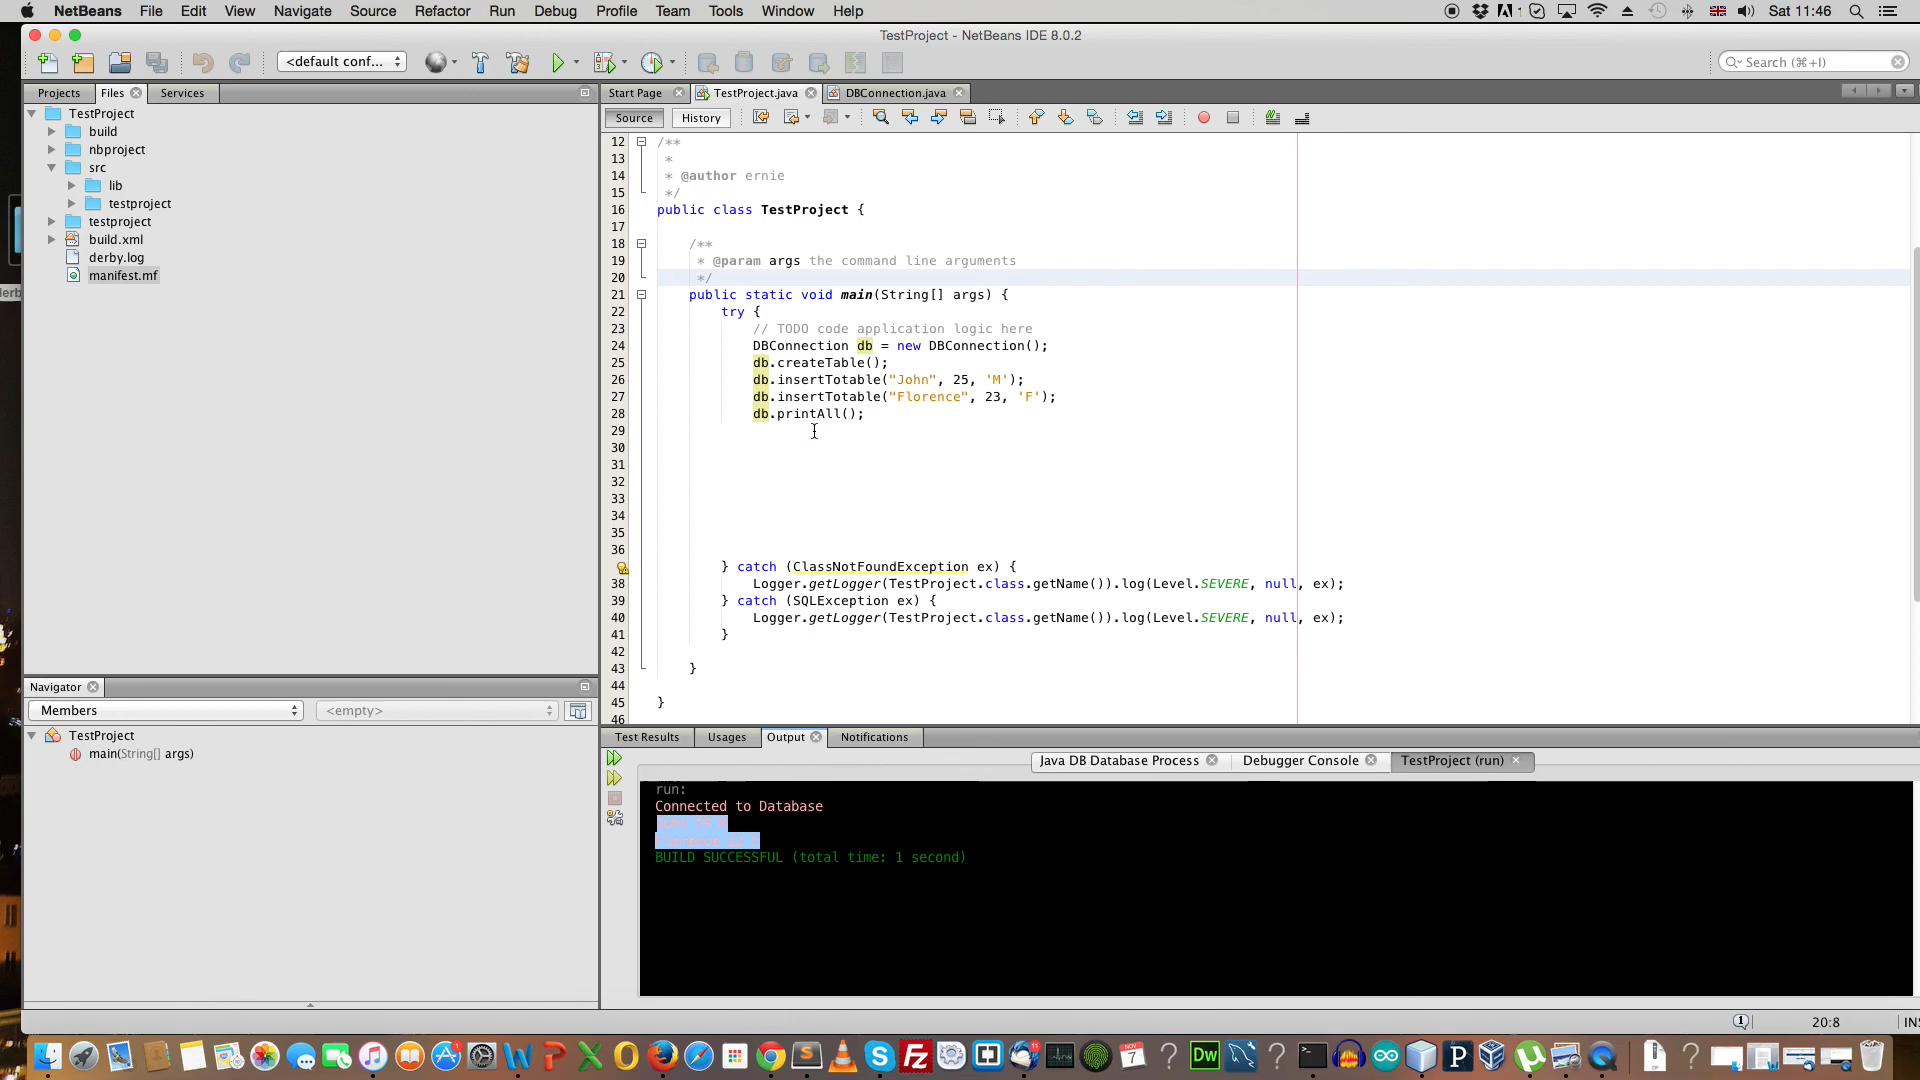 NetBeans File Edit View Navigate Source Refactor Run Debug Profile Team Tools Window Help Sat 11:46
TestProject - NetBeans IDE 8.0.2
<default conf... Search (⌘+I)
Projects Files Services
Start Page TestProject.java DBConnection.java
Source History
TestProject
build
nbproject
src
lib
testproject
testproject
build.xml
derby.log
manifest.mf
12 /**
13 *
14 * @author ernie
15 */
16 public class TestProject {
17
18 /**
19 * @param args the command line arguments
20 */
21 public static void main(String[] args) {
22 try {
23 // TODO code application logic here
24 DBConnection db = new DBConnection();
25 db.createTable();
26 db.insertTotable("John", 25, 'M');
27 db.insertTotable("Florence", 23, 'F');
28 db.printAll();
29
30
31
32
33
34
35
36
} catch (ClassNotFoundException ex) {
38 Logger.getLogger(TestProject.class.getName()).log(Level.SEVERE, null, ex);
39 } catch (SQLException ex) {
40 Logger.getLogger(TestProject.class.getName()).log(Level.SEVERE, null, ex);
41 }
42
43 }
44
45 }
46
Navigator
Members <empty>
TestProject
main(String[] args)
Test Results Usages Output Notifications
Java DB Database Process Debugger Console TestProject (run)
run:
Connected to Database
BUILD SUCCESSFUL (total time: 1 second)
20:8 INS